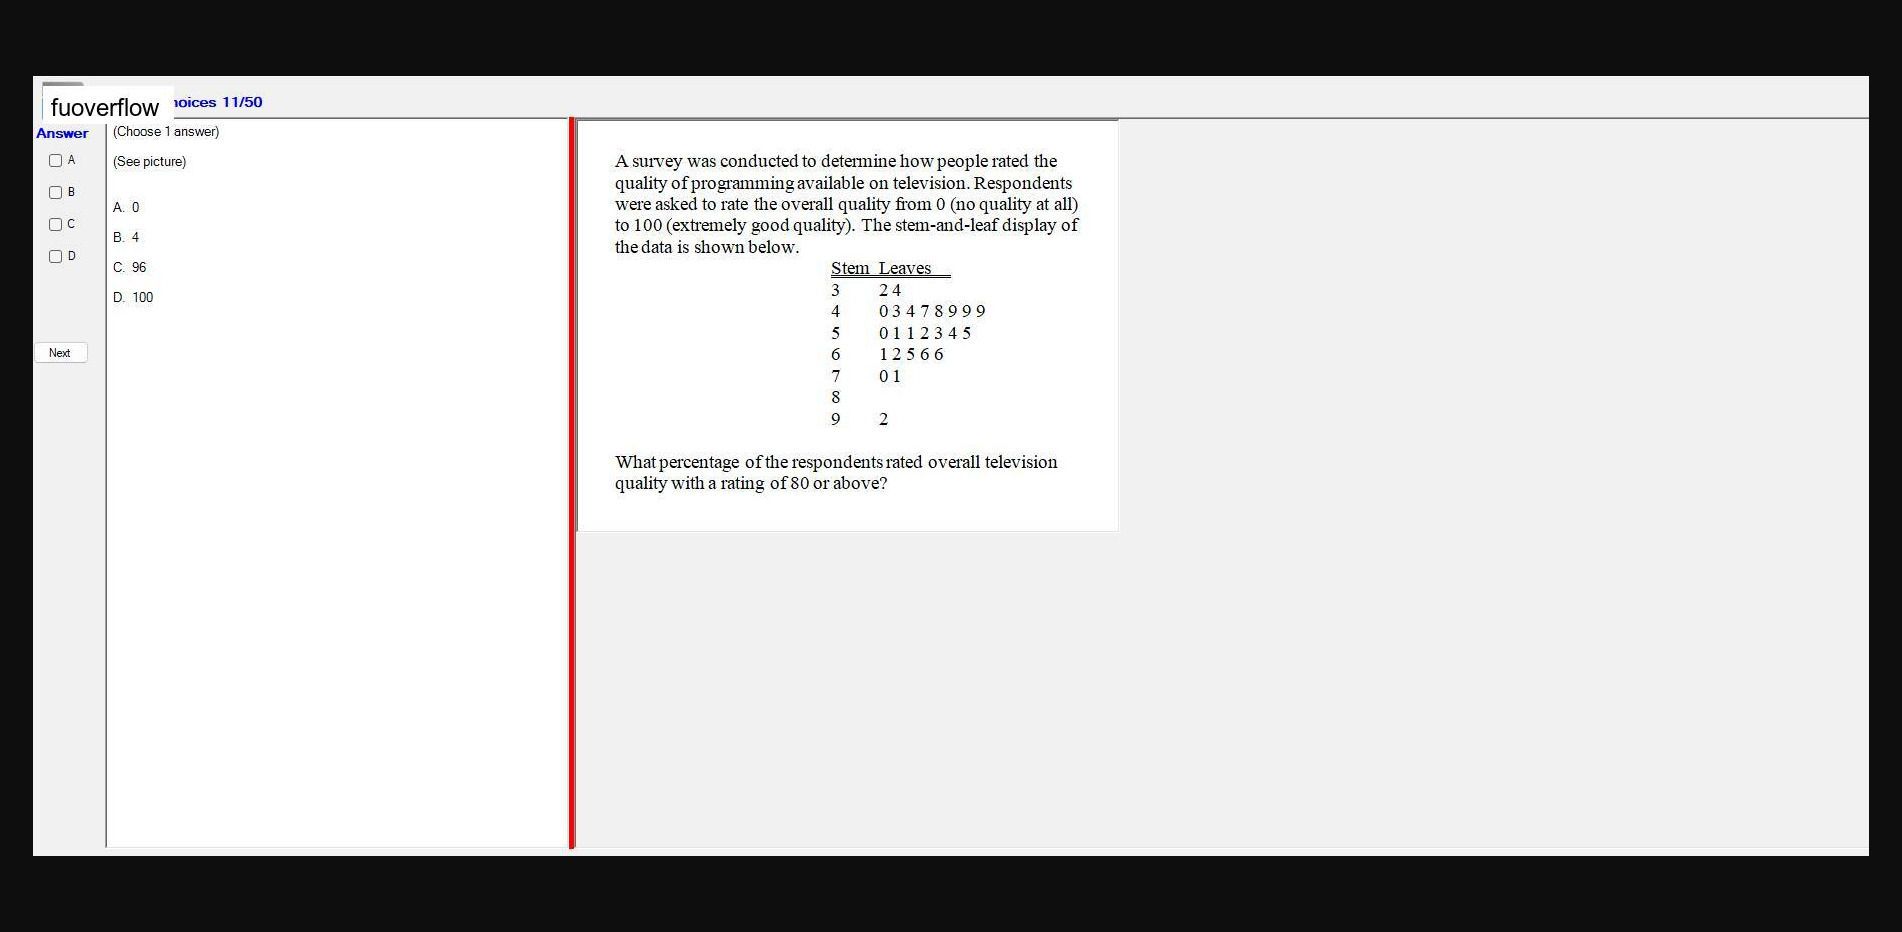 fuoverflow
hoices 11/50
Answer
(Choose 1 answer)
A
(See picture)
B
C
D
A. 0
B. 4
C. 96
D. 100
Next
A survey was conducted to determine how people rated the
quality of programming available on television. Respondents
were asked to rate the overall quality from 0 (no quality at all)
to 100 (extremely good quality). The stem-and-leaf display of
the data is shown below.
Stem Leaves
3 2 4
4 0 3 4 7 8 9 9 9
5 0 1 1 2 3 4 5
6 1 2 5 6 6
7 0 1
8
9 2
What percentage of the respondents rated overall television
quality with a rating of 80 or above?